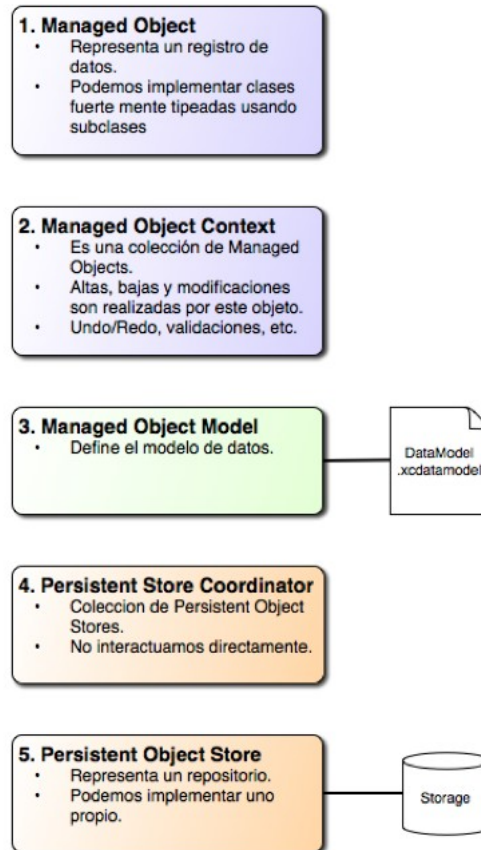 1. Managed Object
• Representa un registro de
datos.
• Podemos implementar clases
fuerte mente tipeadas usando
subclases
2. Managed Object Context
• Es una colección de Managed
Objects.
• Altas, bajas y modificaciones
son realizadas por este objeto.
• Undo/Redo, validaciones, etc.
3. Managed Object Model
• Define el modelo de datos.
DataModel
.xcdatamodel
4. Persistent Store Coordinator
• Coleccion de Persistent Object
Stores.
• No interactuamos directamente.
5. Persistent Object Store
• Representa un repositorio.
• Podemos implementar uno
propio.
Storage